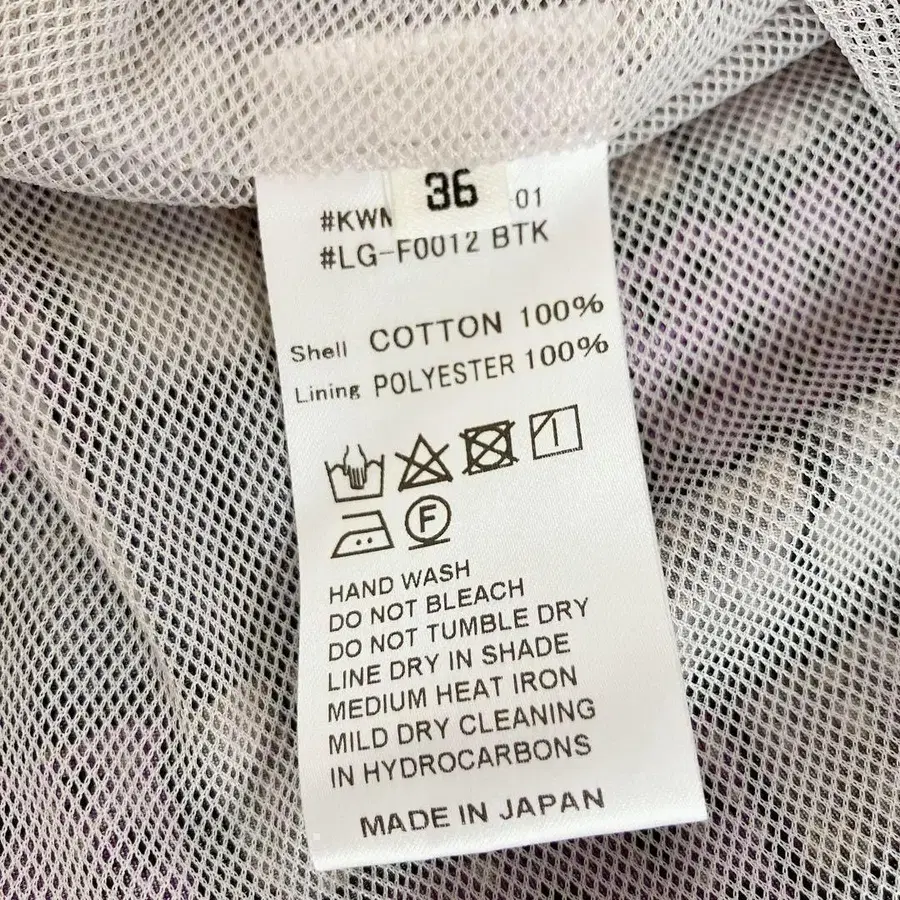 36
#KWM 01
#LG-F0012 BTK
Shell COTTON 100%
Lining POLYESTER 100%
F
HAND WASH
DO NOT BLEACH
DO NOT TUMBLE DRY
LINE DRY IN SHADE
MEDIUM HEAT IRON
MILD DRY CLEANING
IN HYDROCARBONS
MADE IN JAPAN